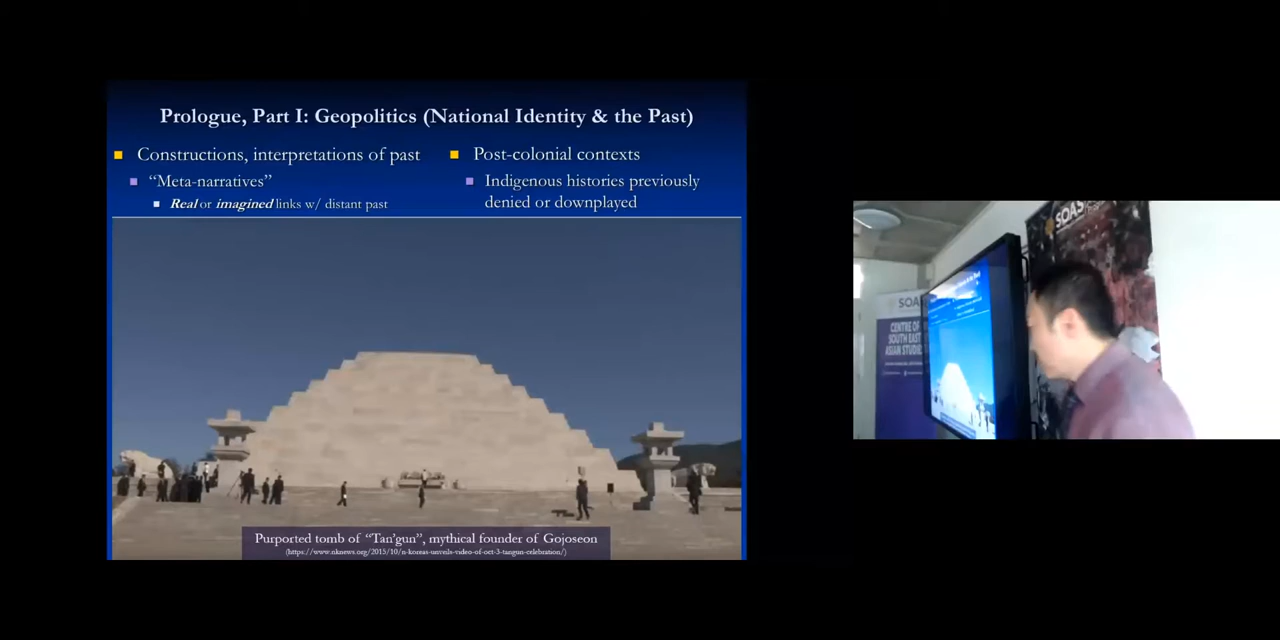 Prologue, Part I: Geopolitics (National Identity & the Past)
Constructions, interpretations of past
"Meta-narratives"
Real or imagined links w/ distant past
Post-colonial contexts
Indigenous histories previously
denied or downplayed
Purported tomb of "Tan'gun", mythical founder of Gojoseon
(https://www.nknews.org/2015/10/n-koreas-unveils-video-of-oct-3-tangun-celebration/)
SOAS
SOAS
CENTRE OF
SOUTH EAST
ASIAN STUDIES